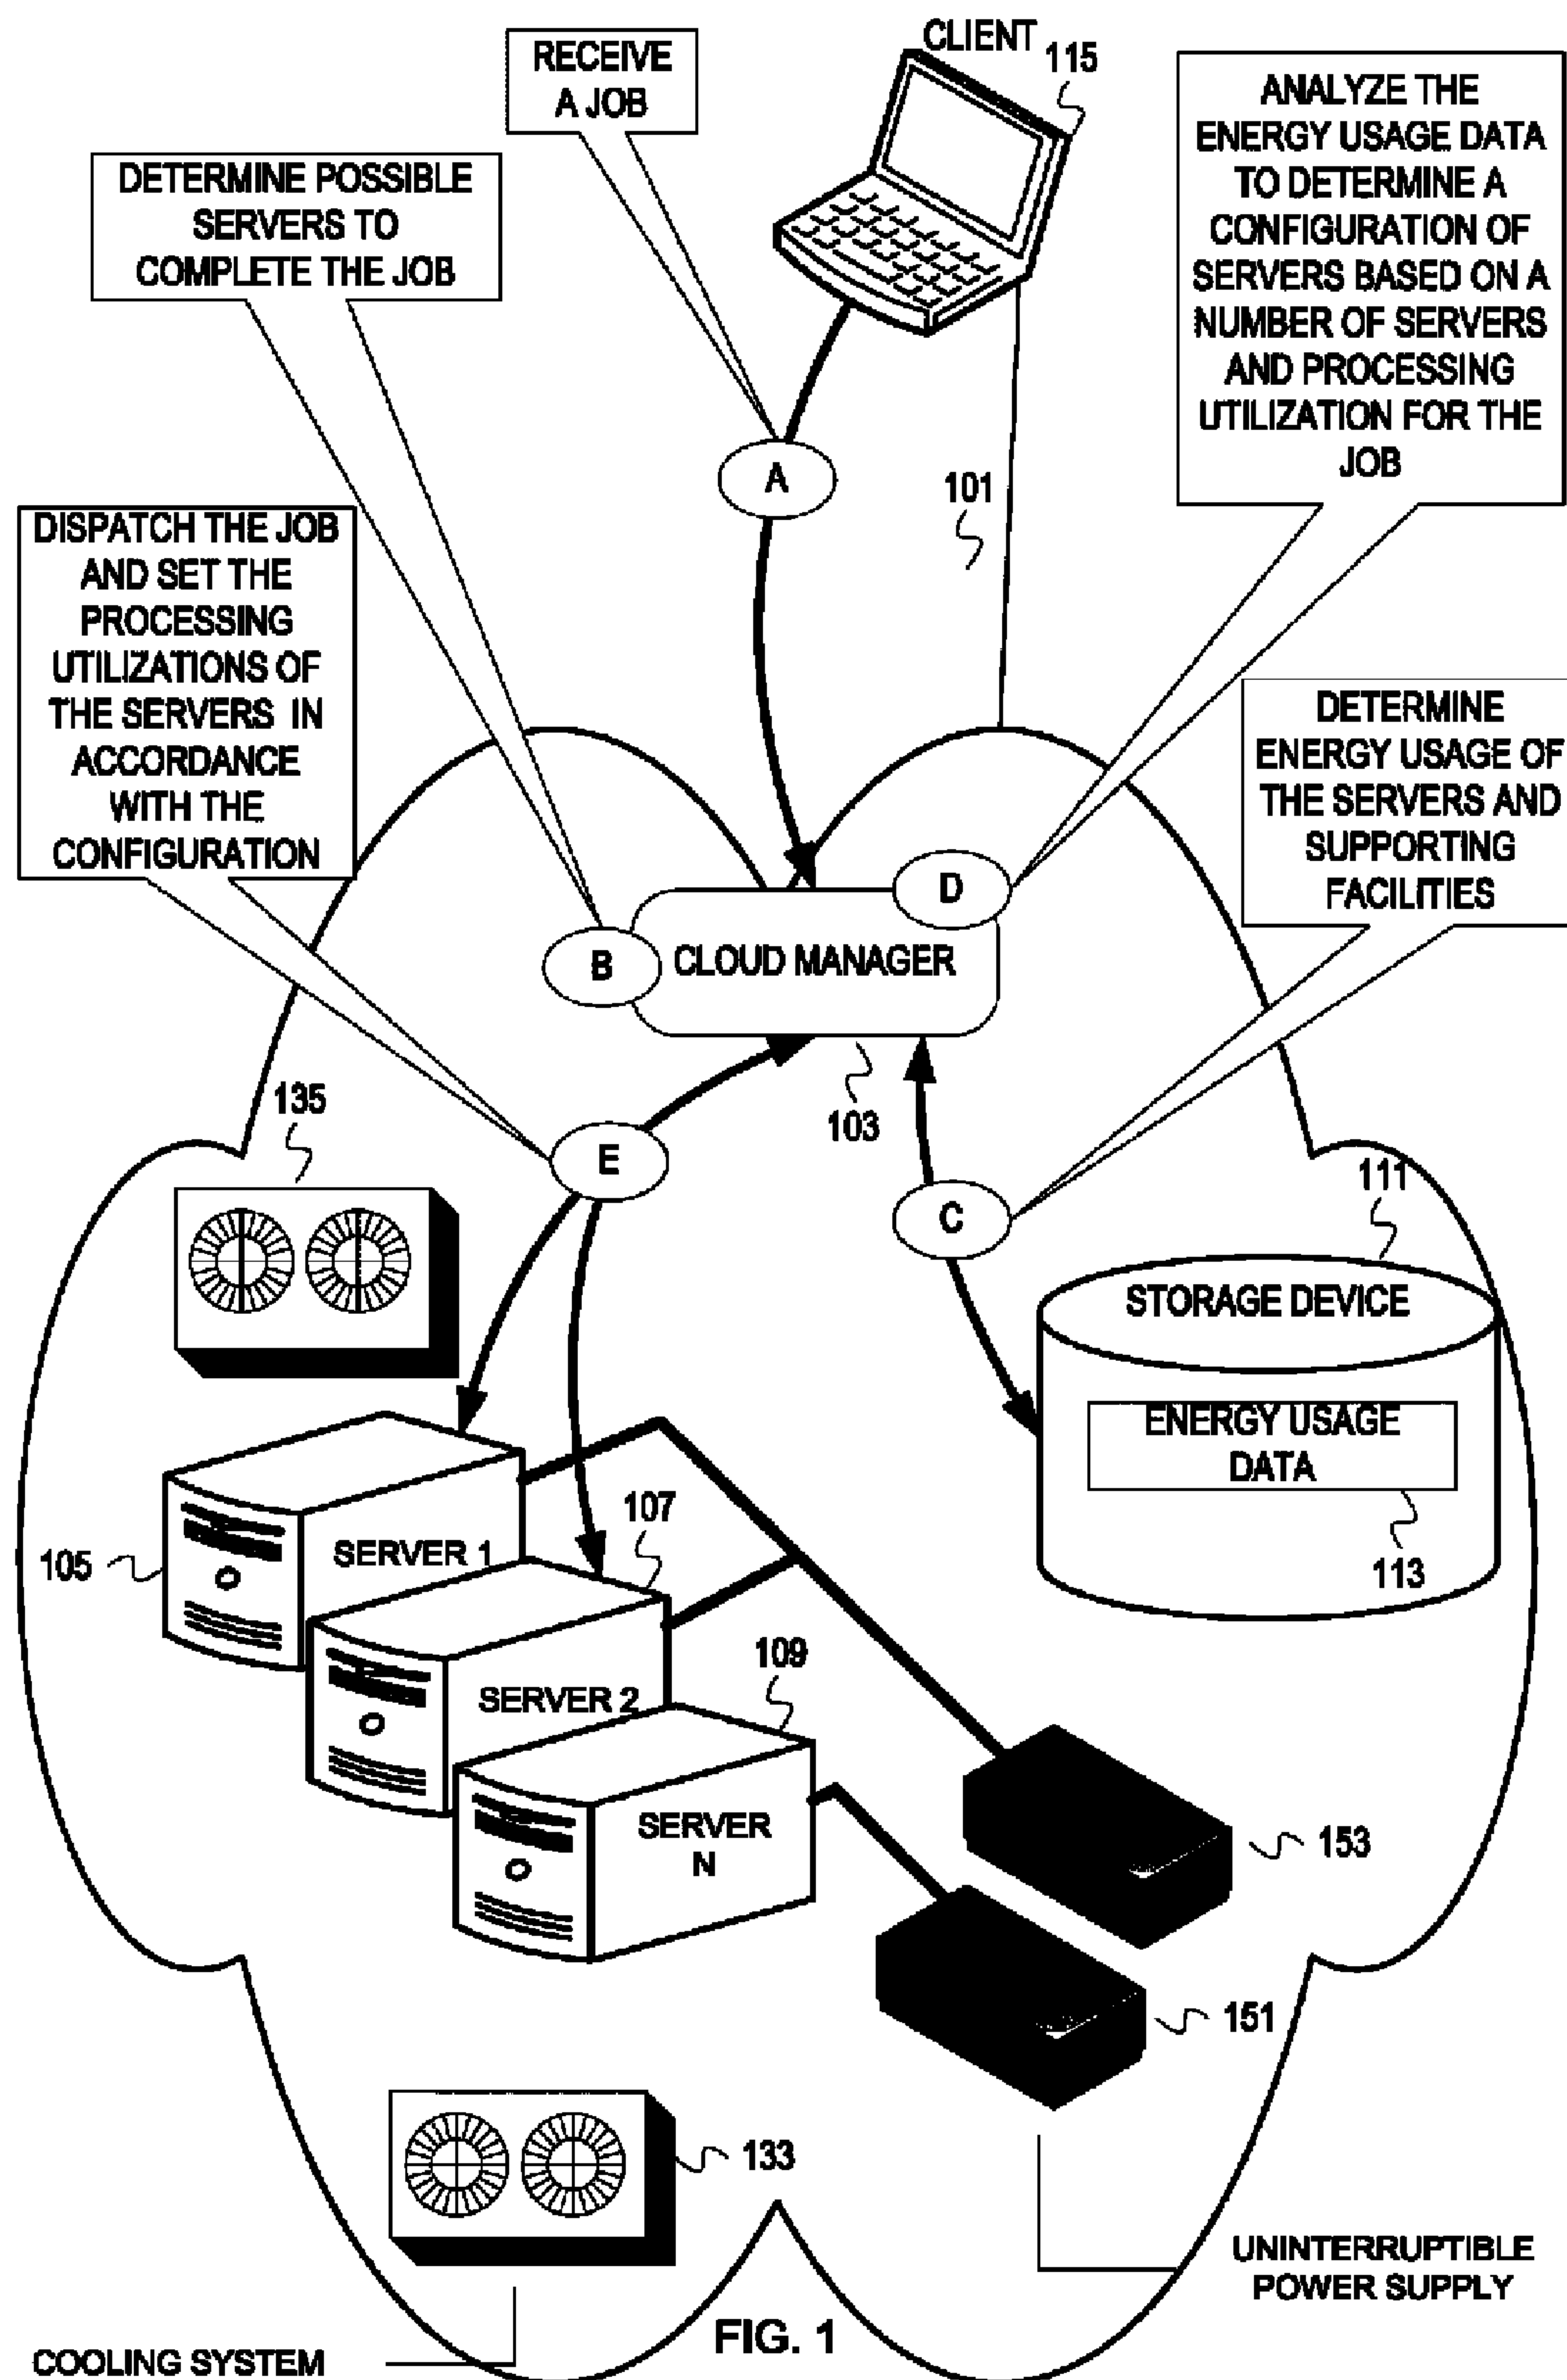 CLIENT
115
RECEIVE
A JOB
DETERMINE POSSIBLE
SERVERS TO
COMPLETE THE JOB
ANALYZE THE
ENERGY USAGE DATA
TO DETERMINE A
CONFIGURATION OF
SERVERS BASED ON A
NUMBER OF SERVERS
AND PROCESSING
UTILIZATION FOR THE
JOB
A
101
DISPATCH THE JOB
AND SET THE
PROCESSING
UTILIZATIONS OF
THE SERVERS IN
ACCORDANCE
WITH THE
CONFIGURATION
DETERMINE
ENERGY USAGE OF
THE SERVERS AND
SUPPORTING
FACILITIES
D
B
CLOUD MANAGER
103
135
E
C
111
STORAGE DEVICE
ENERGY USAGE
DATA
113
105
SERVER 1
107
SERVER 2
109
SERVER
N
153
151
133
UNINTERRUPTIBLE
POWER SUPPLY
FIG. 1
COOLING SYSTEM